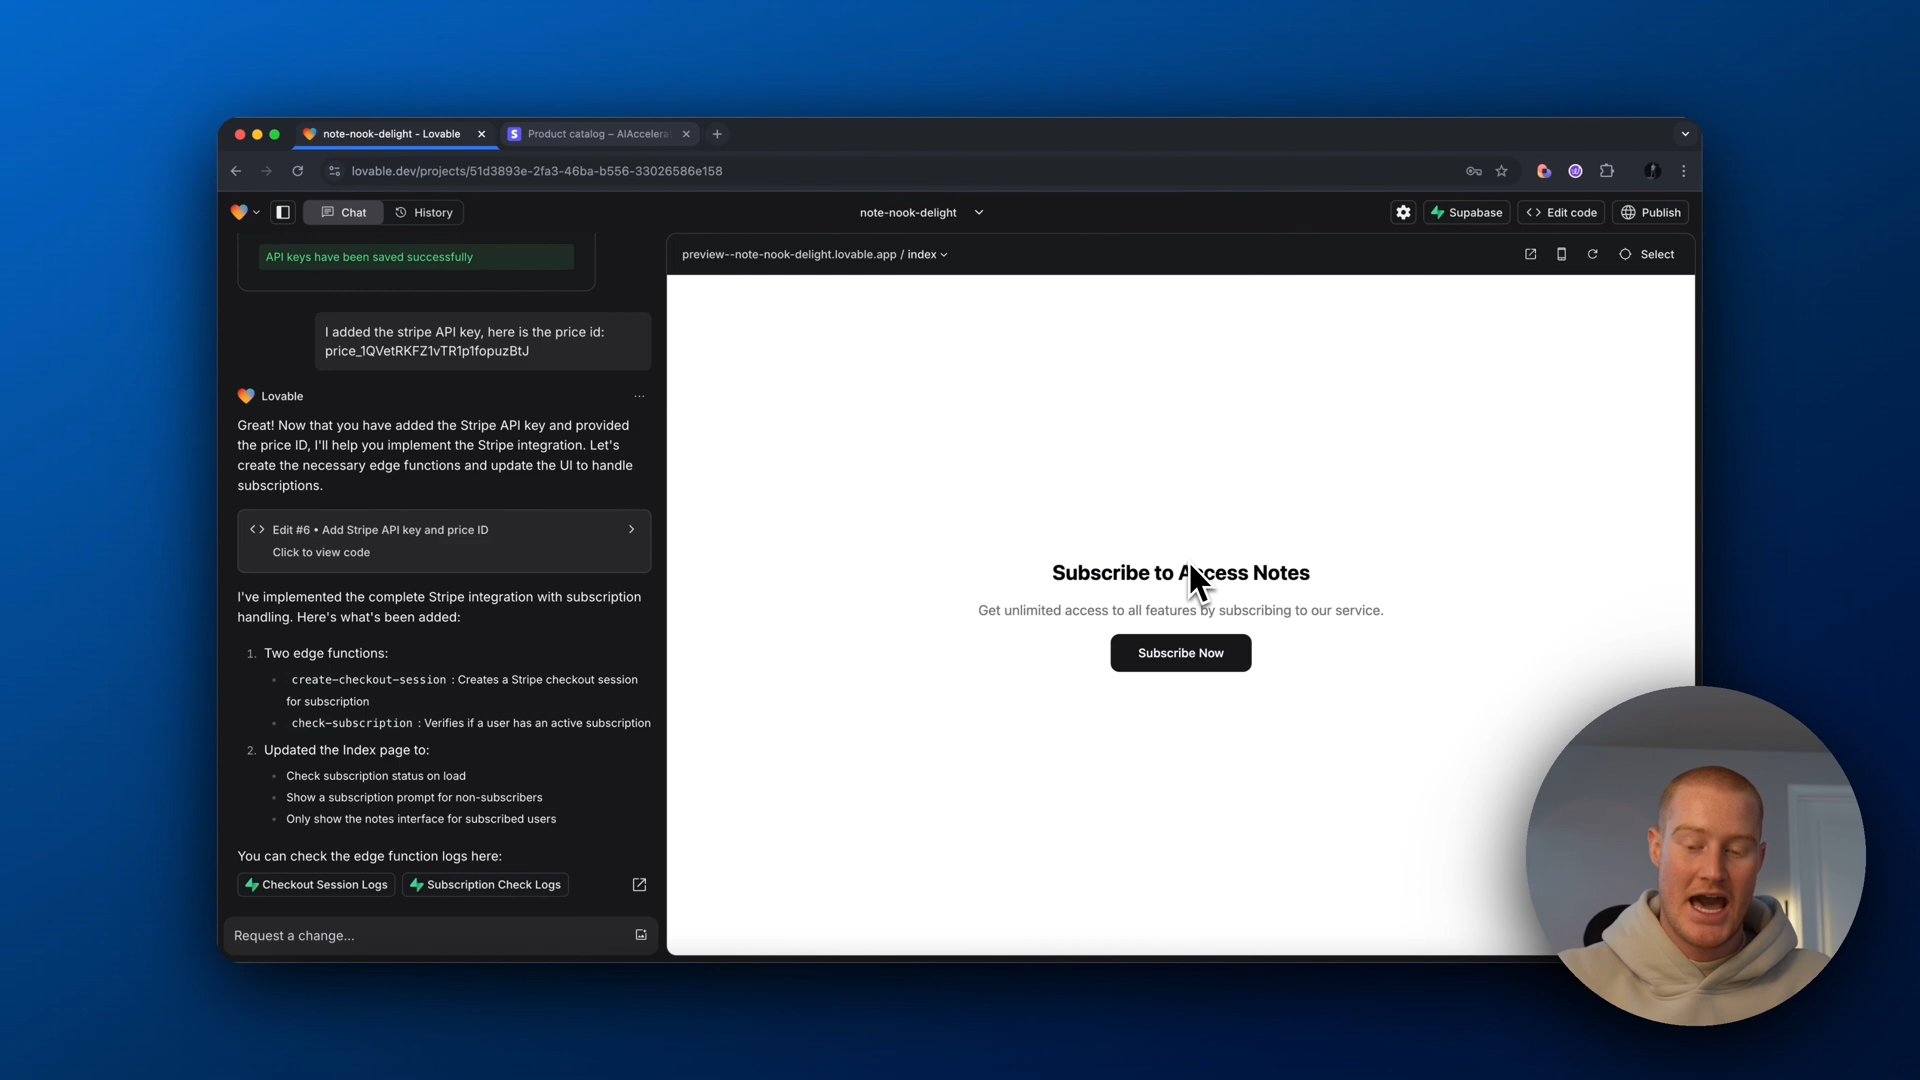 note-nook-delight - Lovable
Product catalog – AIAccelera
lovable.dev/projects/51d3893e-2fa3-46ba-b556-33026586e158
Chat
History
note-nook-delight
Supabase
Edit code
Publish
API keys have been saved successfully
I added the stripe API key, here is the price id:
price_1QVetRKFZ1vTR1p1fopuzBtJ
Lovable
Great! Now that you have added the Stripe API key and provided
the price ID, I'll help you implement the Stripe integration. Let's
create the necessary edge functions and update the UI to handle
subscriptions.
Edit #6 • Add Stripe API key and price ID
Click to view code
I've implemented the complete Stripe integration with subscription
handling. Here's what's been added:
1. Two edge functions:
• create-checkout-session : Creates a Stripe checkout session
for subscription
• check-subscription : Verifies if a user has an active subscription
2. Updated the Index page to:
• Check subscription status on load
• Show a subscription prompt for non-subscribers
• Only show the notes interface for subscribed users
You can check the edge function logs here:
Checkout Session Logs
Subscription Check Logs
Request a change...
preview--note-nook-delight.lovable.app / index
Select
Subscribe to Access Notes
Get unlimited access to all features by subscribing to our service.
Subscribe Now